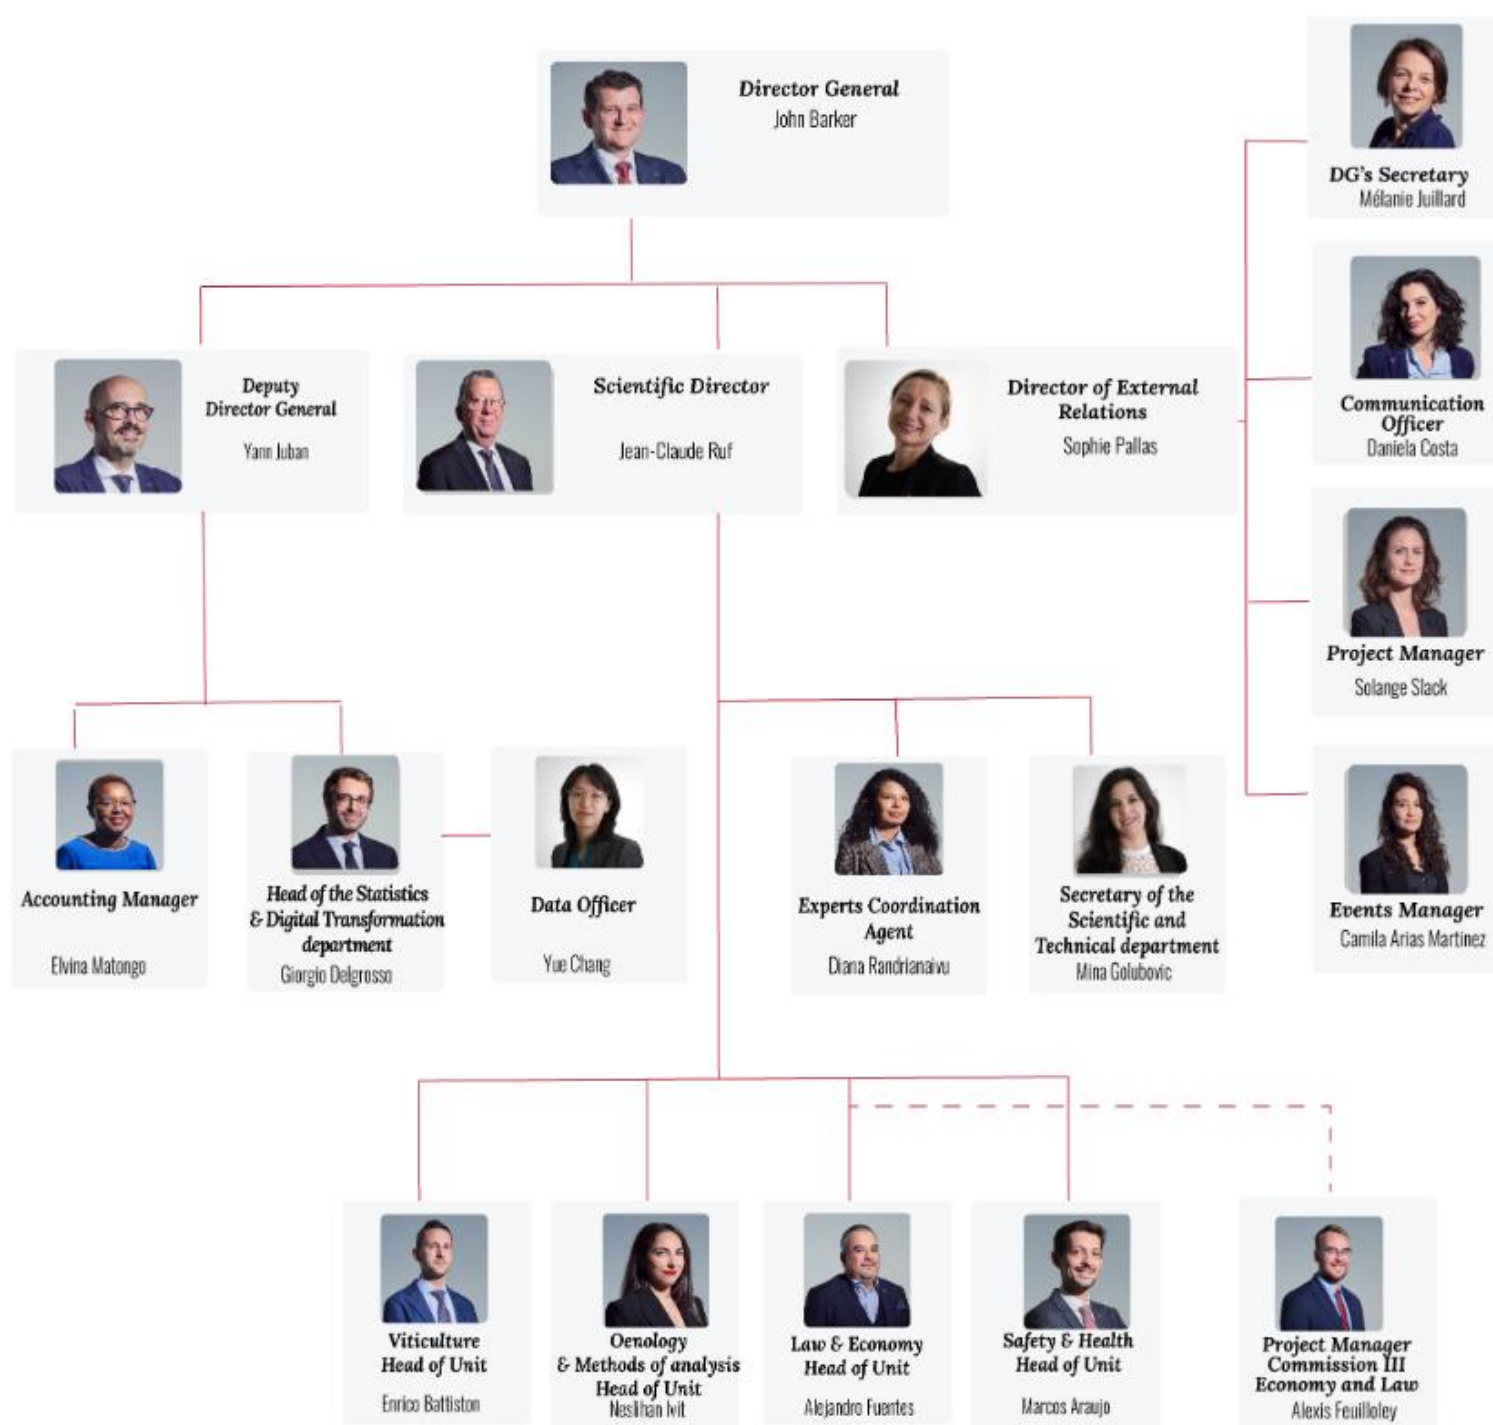 Director General
John Barker
DG's Secretary
Mélanie Juillard
Deputy
Director General
Yann Juban
Scientific Director
Jean-Claude Ruf
Director of External
Relations
Sophie Pallas
Communication
Officer
Daniela Costa
Project Manager
Solange Slack
Accounting Manager
Elvina Matongo
Head of the Statistics
& Digital Transformation
department
Giorgio Delgrosso
Data Officer
Yue Chang
Experts Coordination
Agent
Diana Randrianaivu
Secretary of the
Scientific and
Technical department
Mina Golubovic
Events Manager
Camila Arias Martinez
Viticulture
Head of Unit
Enrico Battiston
Oenology
& Methods of analysis
Head of Unit
Neslihan Ivit
Law & Economy
Head of Unit
Alejandro Fuentes
Safety & Health
Head of Unit
Marcos Araujo
Project Manager
Commission III
Economy and Law
Alexis Feuilloley